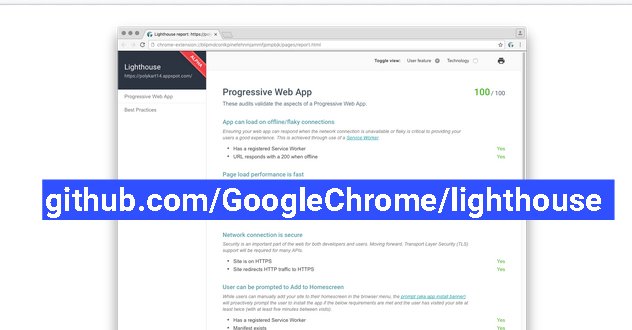 Lighthouse report: https://poly
chrome-extension://blipmdconlkpinefehnmjammfjpmpbjk/pages/report.html
Lighthouse
https://polykart14.appspot.com/
ALPHA
Toggle view: User feature Technology
Progressive Web App
Best Practices
Progressive Web App 100 / 100
These audits validate the aspects of a Progressive Web App.
App can load on offline/flaky connections
Ensuring your web app can respond when the network connection is unavailable or flaky is critical to providing your
users a good experience. This is achieved through use of a Service Worker.
Has a registered Service Worker Yes
URL responds with a 200 when offline Yes
Page load performance is fast
github.com/GoogleChrome/lighthouse
Network connection is secure
Security is an important part of the web for both developers and users. Moving forward, Transport Layer Security (TLS)
support will be required for many APIs.
Site is on HTTPS Yes
Site redirects HTTP traffic to HTTPS Yes
User can be prompted to Add to Homescreen
While users can manually add your site to their homescreen in the browser menu, the prompt (aka app install banner)
will proactively prompt the user to install the app if the below requirements are met and the user has visited your site at
least twice (with at least five minutes between visits).
Has a registered Service Worker Yes
Manifest exists Yes